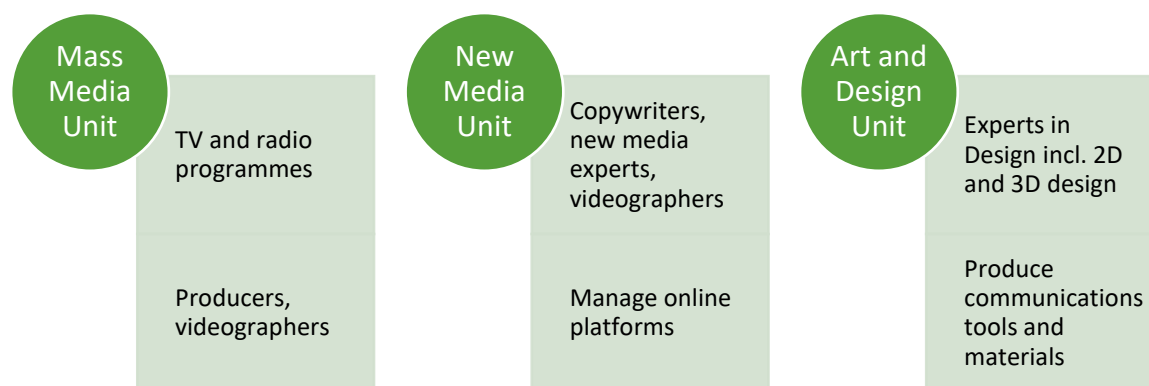 Mass
Media
Unit
TV and radio
programmes
Producers,
videographers
New
Media
Unit
Copywriters,
new media
experts,
videographers
Manage online
platforms
Art and
Design
Unit
Experts in
Design incl. 2D
and 3D design
Produce
communications
tools and
materials